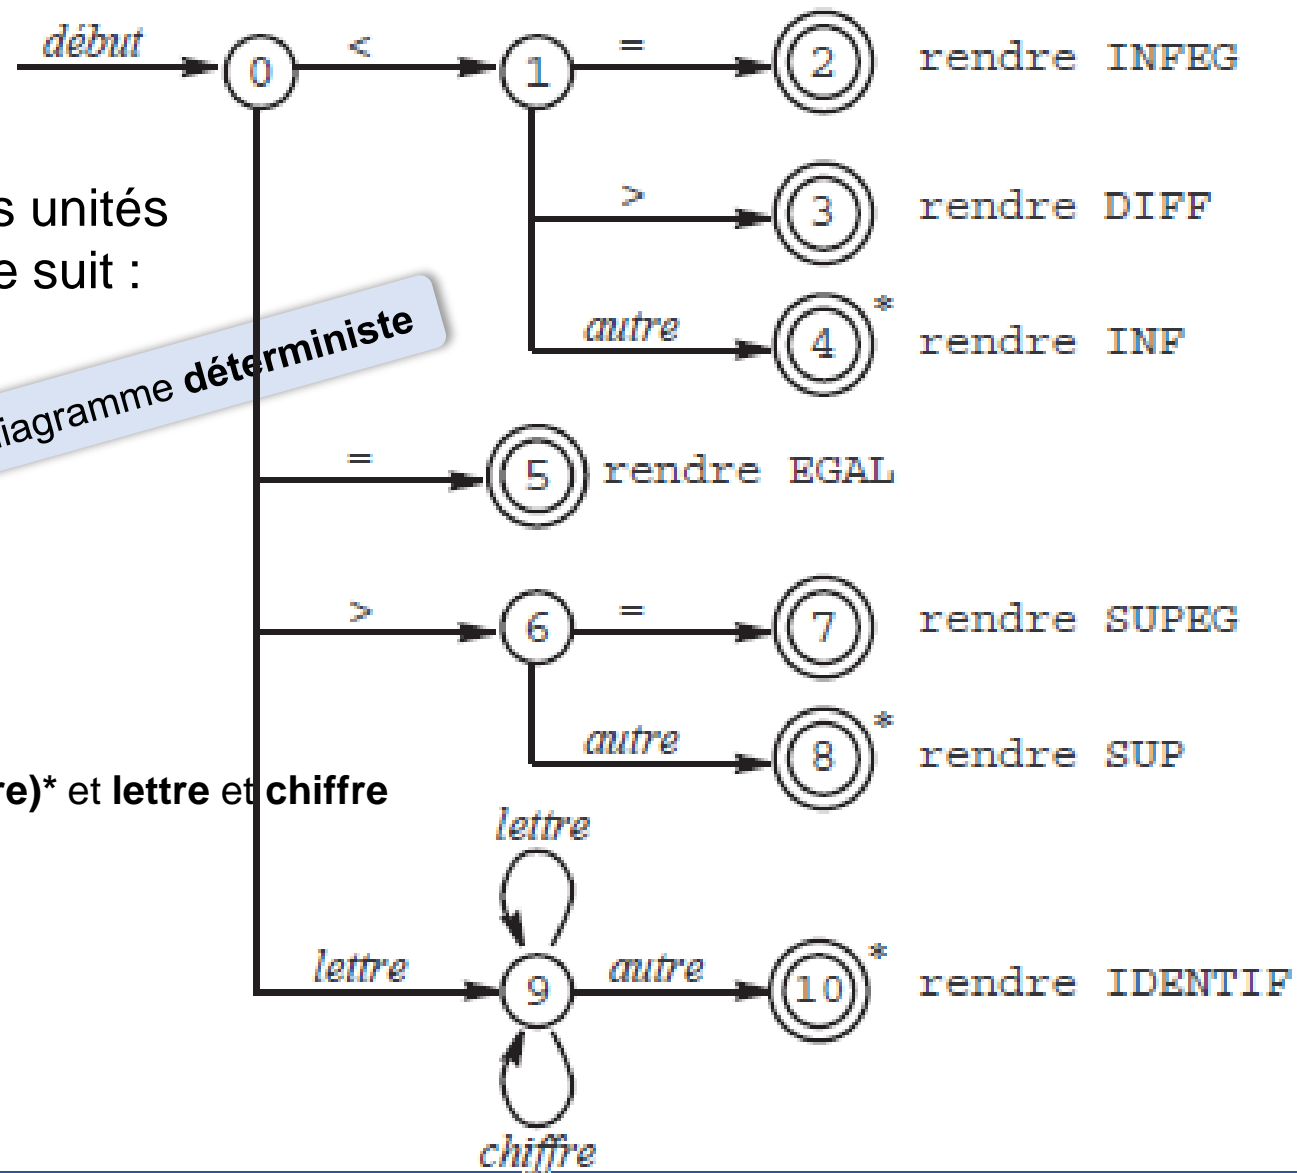 début < = 0 1 2 rendre INFEG
s unités > 3 rendre DIFF
e suit :
autre 4 * rendre INF
iagramme déterministe
= 5 rendre EGAL
> 6 = 7 rendre SUPEG
autre 8 * rendre SUP
re)* et lettre et chiffre
lettre
lettre 9 autre 10 * rendre IDENTIF
chiffre